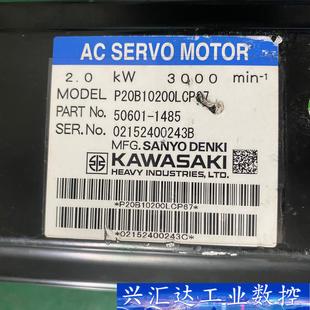 AC SERVO MOTOR
2.0 kW 3000 min-1
MODEL P20B10200LCP67
PART No. 50601-1485
SER.No. 02152400243B
MFG. SANYO DENKI
KAWASAKI
HEAVY INDUSTRIES, LTD.
*P20B10200LCP67*
*02152400243C*
兴汇达工业数控